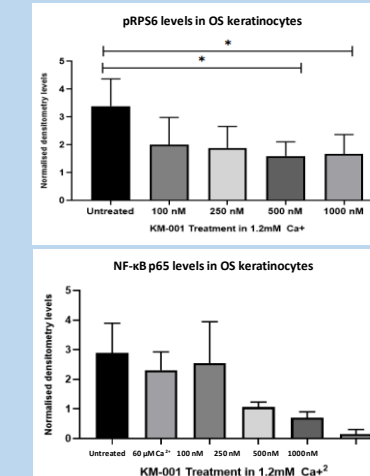 pRPS6 levels in OS keratinocytes
*
*
Normalised densitometry levels
5
4
3
2
1
0
Untreated 100 nM 250 nM 500 nM 1000 nM
KM-001 Treatment in 1.2mM Ca+
NF-κB p65 levels in OS keratinocytes
Normalised densitometry levels
5
4
3
2
1
0
Untreated 60 µM Ca²⁺ 100 nM 250 nM 500nM 1000nM
KM-001 Treatment in 1.2mM Ca+²